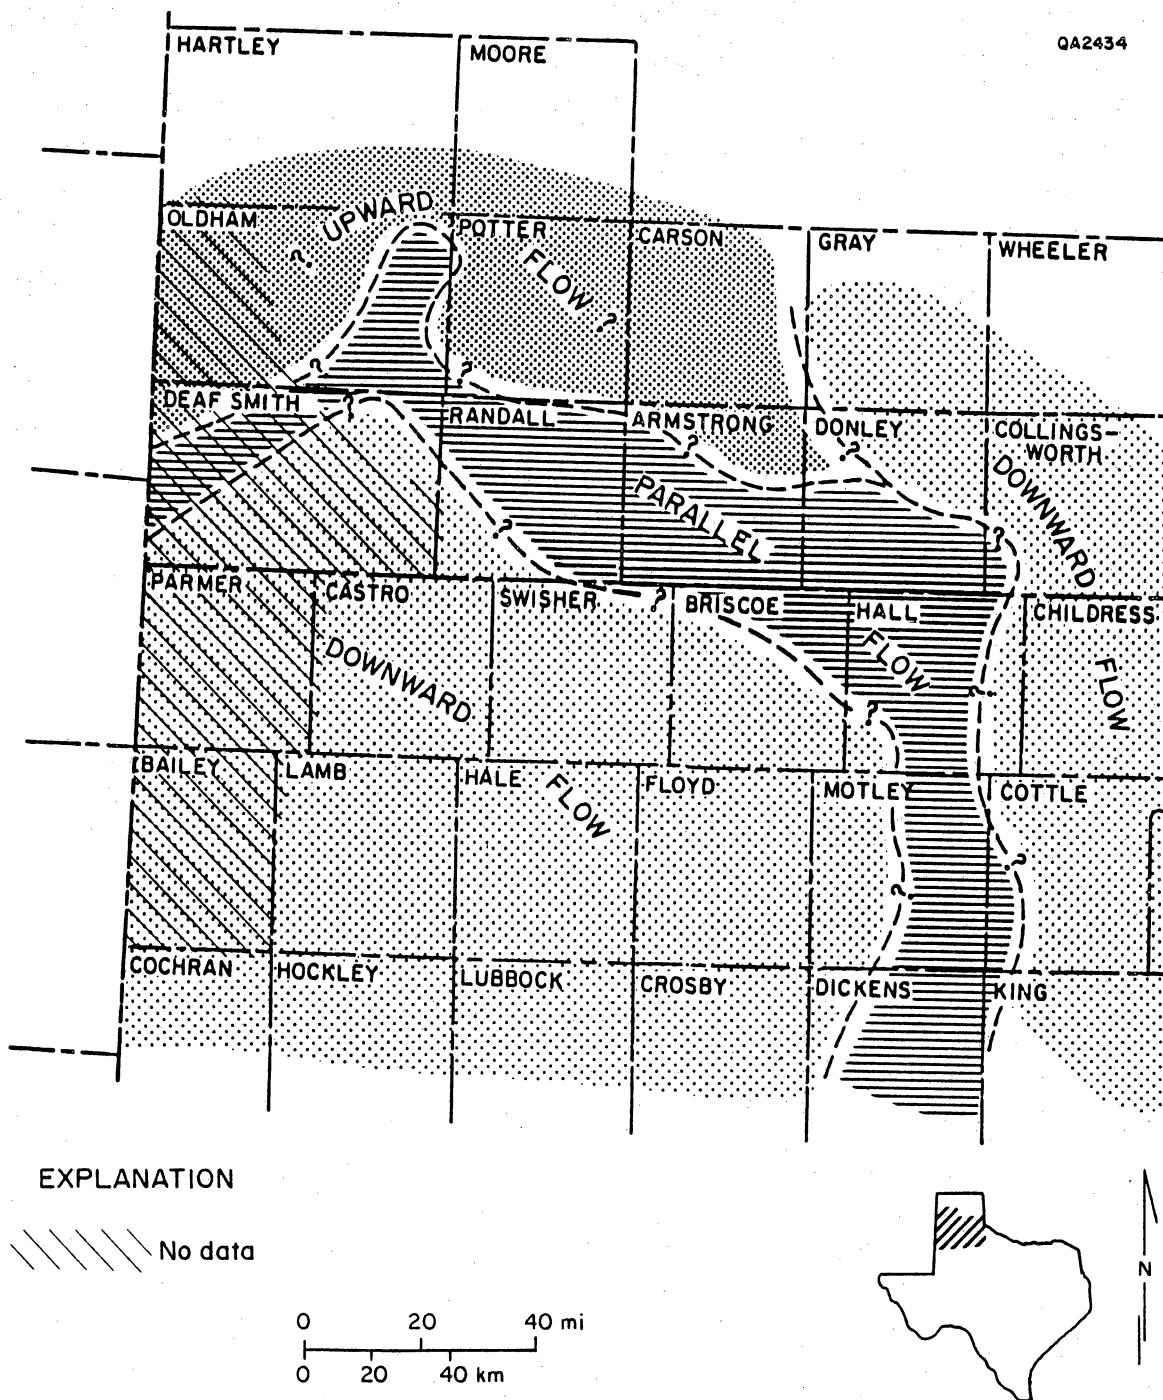 QA2434
HARTLEY
MOORE
OLDHAM
UPWARD
?
POTTER
FLOW ?
CARSON
GRAY
WHEELER
?
?
DEAF SMITH
?
RANDALL
ARMSTRONG
?
DONLEY
?
COLLINGS-
WORTH
DOWNWARD
PARALLEL
?
?
PARMER
CASTRO
SWISHER
?
BRISCOE
HALL
CHILDRESS
DOWNWARD
FLOW
FLOW
?
?
BAILEY
LAMB
HALE
FLOW
FLOYD
MOTLEY
COTTLE
?
?
COCHRAN
HOCKLEY
LUBBOCK
CROSBY
DICKENS
KING
EXPLANATION
No data
0 20 40 mi
0 20 40 km
N